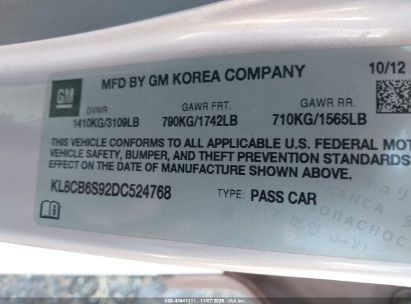 GM
MFD BY GM KOREA COMPANY
10/12
GVWR GAWR FRT. GAWR RR.
1410KG/3109LB 790KG/1742LB 710KG/1565LB
THIS VEHICLE CONFORMS TO ALL APPLICABLE U.S. FEDERAL MOT
VEHICLE SAFETY, BUMPER, AND THEFT PREVENTION STANDARDS
EFFECT ON THE DATE OF MANUFACTURE SHOWN ABOVE.
KL8CB6S92DC524768 TYPE: PASS CAR